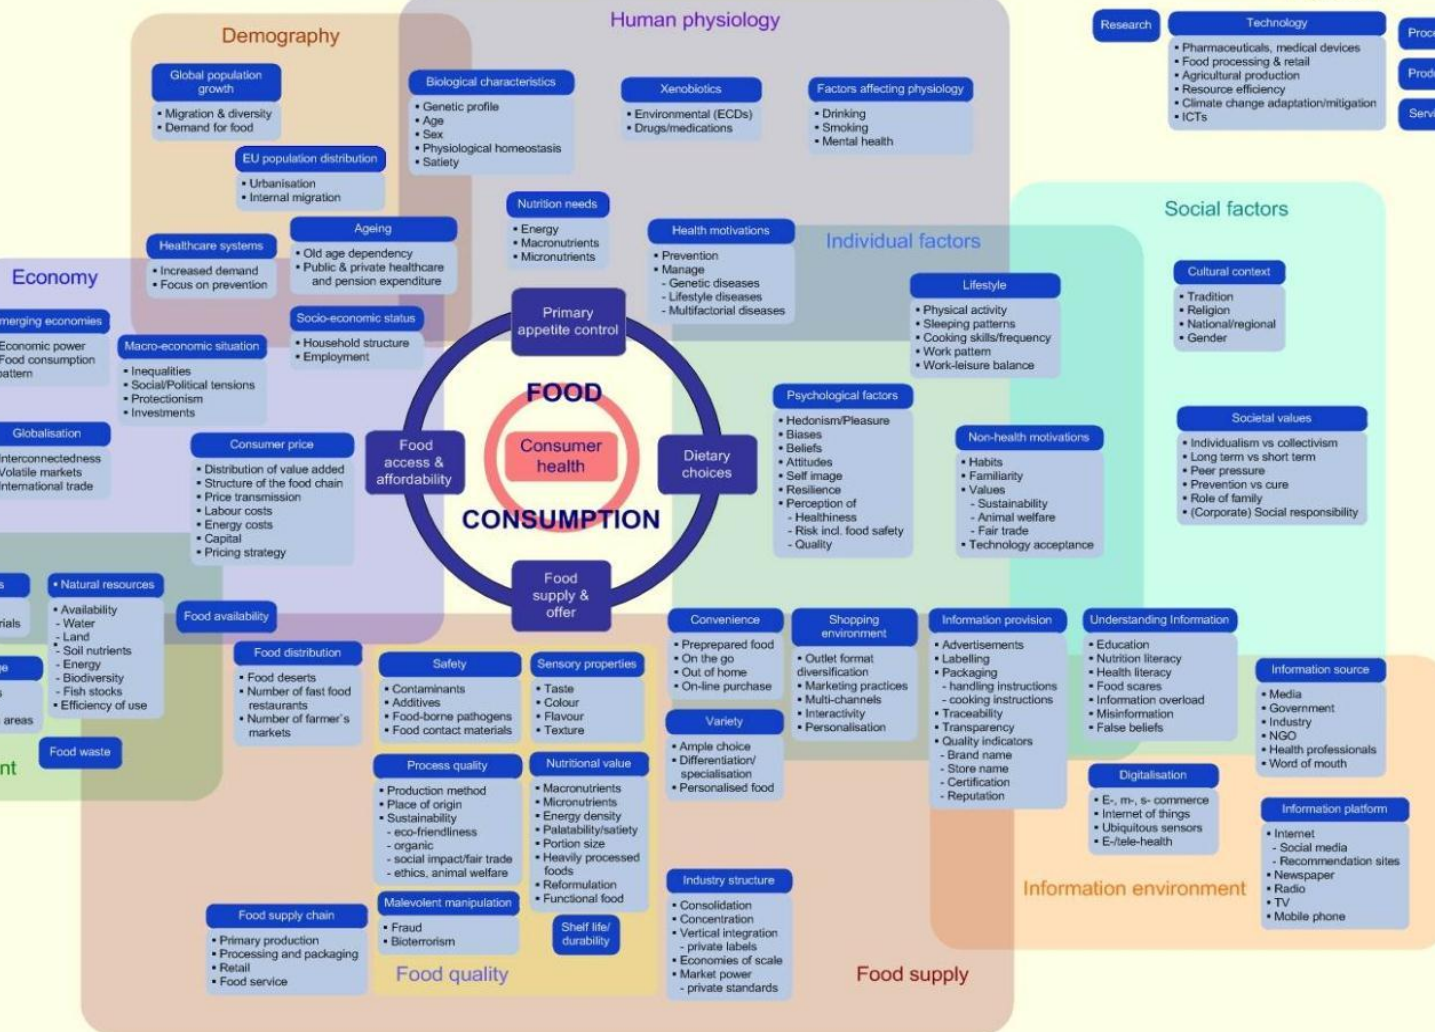 Human physiology
Demography
Research
Technology
• Pharmaceuticals, medical devices
• Food processing & retail
• Agricultural production
• Resource efficiency
• Climate change adaptation/mitigation
• ICTs
Global population
growth
• Migration & diversity
• Demand for food
EU population distribution
• Urbanisation
• Internal migration
Biological characteristics
• Genetic profile
• Age
• Sex
• Physiological homeostasis
• Satiety
Xenobiotics
• Environmental (ECDs)
• Drugs/medications
Factors affecting physiology
• Drinking
• Smoking
• Mental health
Nutrition needs
• Energy
• Macronutrients
• Micronutrients
Health motivations
• Prevention
• Manage
- Genetic diseases
- Lifestyle diseases
- Multifactorial diseases
Individual factors
Social factors
Ageing
• Old age dependency
• Public & private healthcare
and pension expenditure
Healthcare systems
• Increased demand
• Focus on prevention
Economy
merging economies
Economic power
Food consumption
attern
Macro-economic situation
• Inequalities
• Social/Political tensions
• Protectionism
• Investments
Socio-economic status
• Household structure
• Employment
Globalisation
Interconnectedness
Volatile markets
International trade
Consumer price
• Distribution of value added
• Structure of the food chain
• Price transmission
• Labour costs
• Energy costs
• Capital
• Pricing strategy
Primary
appetite control
FOOD
Consumer
health
CONSUMPTION
Food
access &
affordability
Dietary
choices
Food
supply &
offer
Lifestyle
• Physical activity
• Sleeping patterns
• Cooking skills/frequency
• Work pattern
• Work-leisure balance
Cultural context
• Tradition
• Religion
• National/regional
• Gender
Psychological factors
• Hedonism/Pleasure
• Biases
• Beliefs
• Attitudes
• Self image
• Resilience
• Perception of
- Healthiness
- Risk incl. food safety
- Quality
Non-health motivations
• Habits
• Familiarity
• Values
- Sustainability
- Animal welfare
- Fair trade
• Technology acceptance
Societal values
• Individualism vs collectivism
• Long term vs short term
• Peer pressure
• Prevention vs cure
• Role of family
• (Corporate) Social responsibility
• Natural resources
• Availability
- Water
- Land
- Soil nutrients
- Energy
- Biodiversity
- Fish stocks
• Efficiency of use
Food availability
areas
Food waste
Food distribution
• Food deserts
• Number of fast food
restaurants
• Number of farmer´s
markets
Safety
• Contaminants
• Additives
• Food-borne pathogens
• Food contact materials
Sensory properties
• Taste
• Colour
• Flavour
• Texture
Process quality
• Production method
• Place of origin
• Sustainability
- eco-friendliness
- organic
- social impact/fair trade
- ethics, animal welfare
Nutritional value
• Macronutrients
• Micronutrients
• Energy density
• Palatability/satiety
• Portion size
• Heavily processed
foods
• Reformulation
• Functional food
Malevolent manipulation
• Fraud
• Bioterrorism
Shelf life/
durability
Food supply chain
• Primary production
• Processing and packaging
• Retail
• Food service
Food quality
Convenience
• Preprepared food
• On the go
• Out of home
• On-line purchase
Variety
• Ample choice
• Differentiation/
specialisation
• Personalised food
Shopping
environment
• Outlet format
diversification
• Marketing practices
• Multi-channels
• Interactivity
• Personalisation
Industry structure
• Consolidation
• Concentration
• Vertical integration
- private labels
• Economies of scale
• Market power
- private standards
Food supply
Information provision
• Advertisements
• Labelling
• Packaging
- handling instructions
- cooking instructions
• Traceability
• Transparency
• Quality indicators
- Brand name
- Store name
- Certification
- Reputation
Understanding Information
• Education
• Nutrition literacy
• Health literacy
• Food scares
• Information overload
• Misinformation
• False beliefs
Information source
• Media
• Government
• Industry
• NGO
• Health professionals
• Word of mouth
Digitalisation
• E-, m-, s- commerce
• Internet of things
• Ubiquitous sensors
• E-/tele-health
Information platform
• Internet
- Social media
- Recommendation sites
• Newspaper
• Radio
• TV
• Mobile phone
Information environment